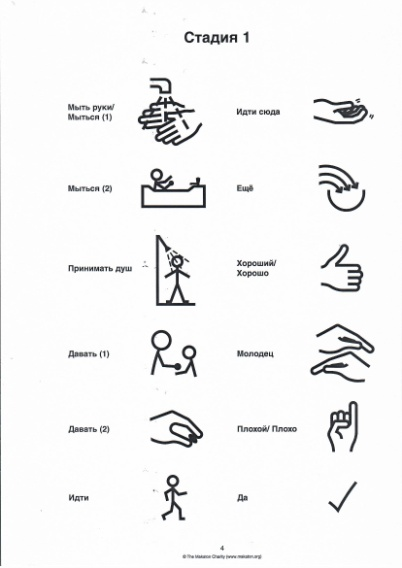 Стадия 1
Мыть руки/
Мыться (1)
Идти сюда
Мыться (2)
Ещё
Принимать душ
Хороший/
Хорошо
Давать (1)
Молодец
Давать (2)
Плохой/ Плохо
Идти
Да
4
© The Makaton Charity (www.makaton.org)